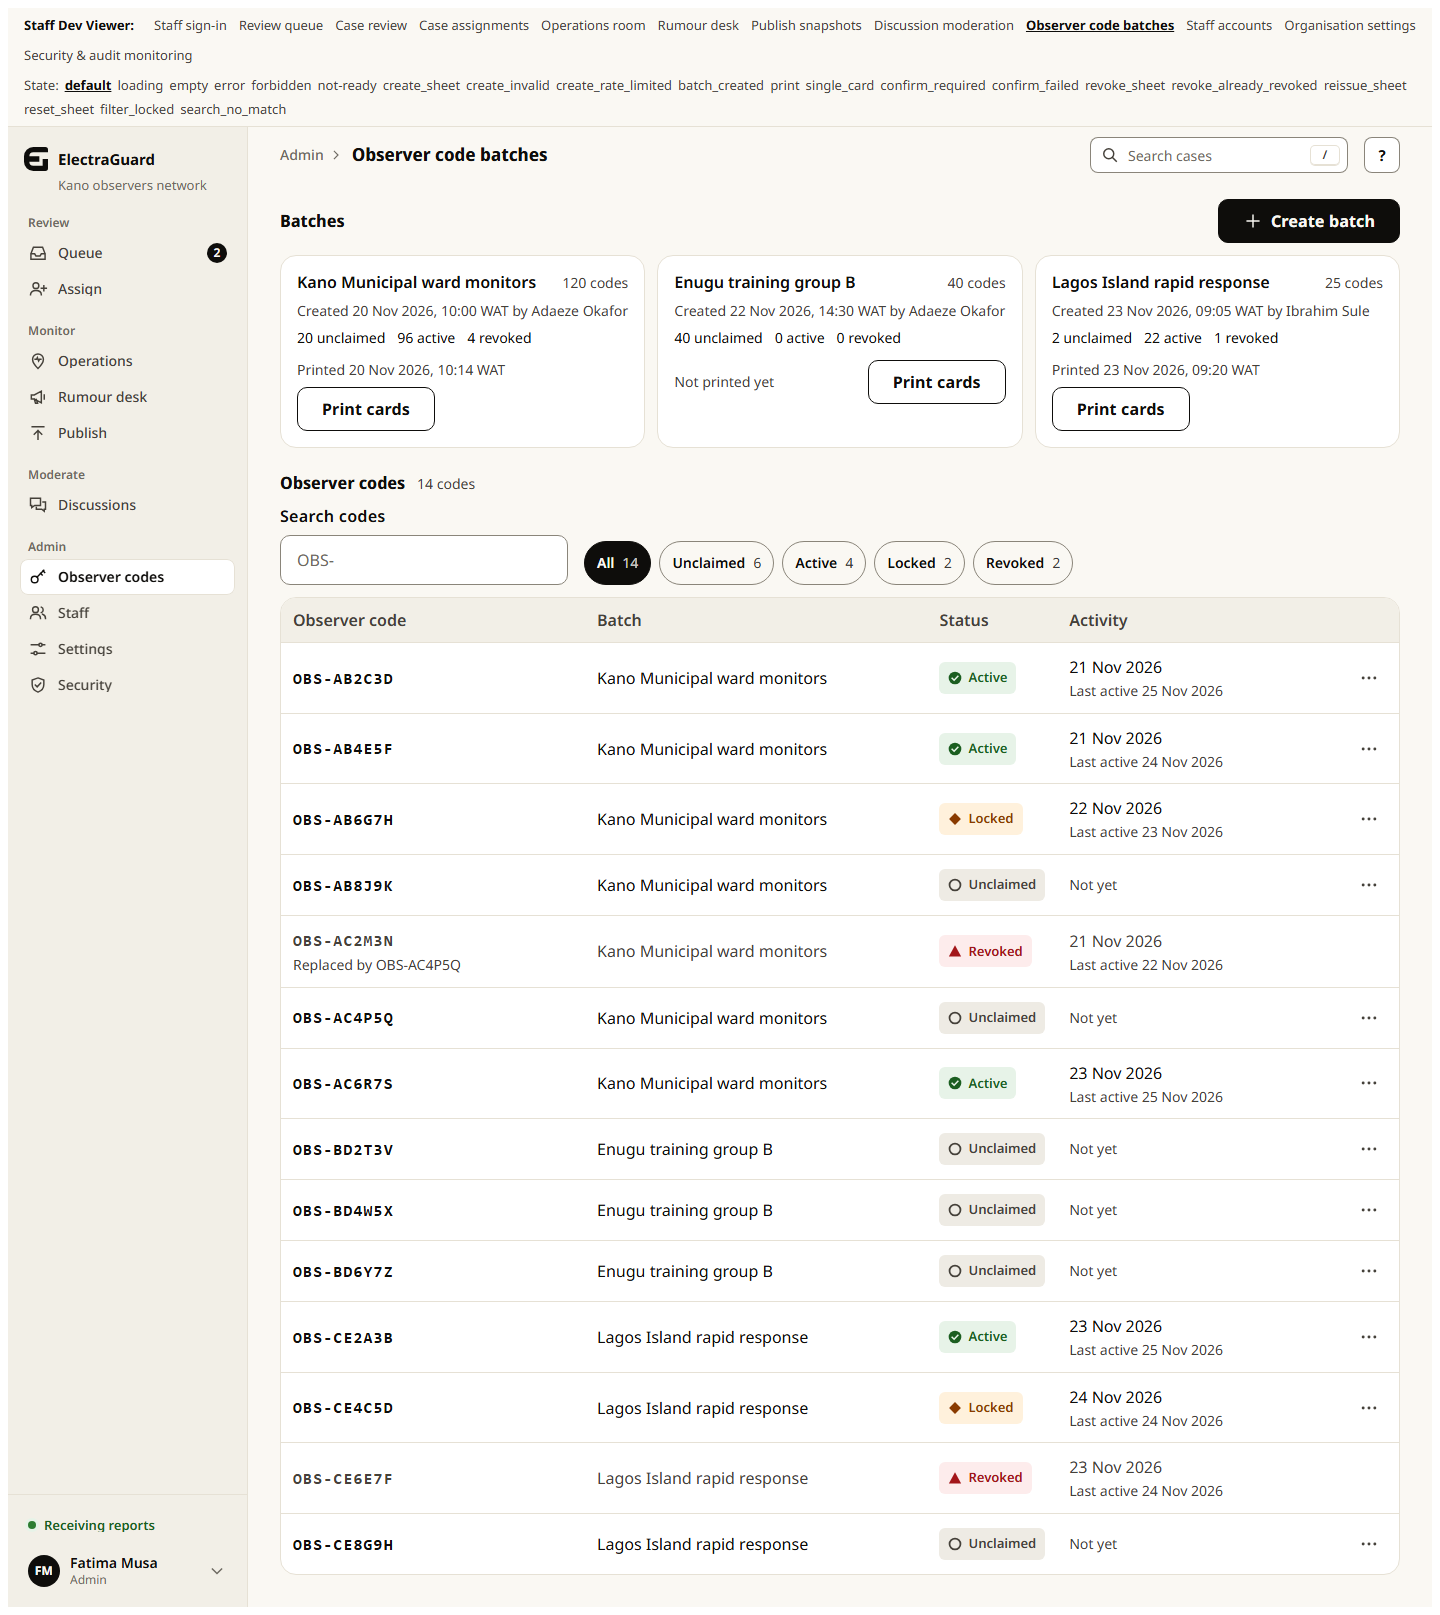 Staff Dev Viewer: Staff sign-in Review queue Case review Case assignments Operations room Rumour desk Publish snapshots Discussion moderation Observer code batches Staff accounts Organisation settings
Security & audit monitoring
State: default loading empty error forbidden not-ready create_sheet create_invalid create_rate_limited batch_created print single_card confirm_required confirm_failed revoke_sheet revoke_already_revoked reissue_sheet
reset_sheet filter_locked search_no_match
ElectraGuard
Kano observers network
Review
Queue 2
Assign
Monitor
Operations
Rumour desk
Publish
Moderate
Discussions
Admin
Observer codes
Staff
Settings
Security
Receiving reports
FM Fatima Musa
Admin
Admin Observer code batches
Search cases /
?
Batches
Create batch
Kano Municipal ward monitors 120 codes
Created 20 Nov 2026, 10:00 WAT by Adaeze Okafor
20 unclaimed 96 active 4 revoked
Printed 20 Nov 2026, 10:14 WAT
Print cards
Enugu training group B 40 codes
Created 22 Nov 2026, 14:30 WAT by Adaeze Okafor
40 unclaimed 0 active 0 revoked
Not printed yet Print cards
Lagos Island rapid response 25 codes
Created 23 Nov 2026, 09:05 WAT by Ibrahim Sule
2 unclaimed 22 active 1 revoked
Printed 23 Nov 2026, 09:20 WAT
Print cards
Observer codes 14 codes
Search codes
OBS- All 14 Unclaimed 6 Active 4 Locked 2 Revoked 2
Observer code Batch Status Activity
OBS-AB2C3D Kano Municipal ward monitors Active 21 Nov 2026
Last active 25 Nov 2026
OBS-AB4E5F Kano Municipal ward monitors Active 21 Nov 2026
Last active 24 Nov 2026
OBS-AB6G7H Kano Municipal ward monitors Locked 22 Nov 2026
Last active 23 Nov 2026
OBS-AB8J9K Kano Municipal ward monitors Unclaimed Not yet
OBS-AC2M3N Kano Municipal ward monitors Revoked 21 Nov 2026
Replaced by OBS-AC4P5Q Last active 22 Nov 2026
OBS-AC4P5Q Kano Municipal ward monitors Unclaimed Not yet
OBS-AC6R7S Kano Municipal ward monitors Active 23 Nov 2026
Last active 25 Nov 2026
OBS-BD2T3V Enugu training group B Unclaimed Not yet
OBS-BD4W5X Enugu training group B Unclaimed Not yet
OBS-BD6Y7Z Enugu training group B Unclaimed Not yet
OBS-CE2A3B Lagos Island rapid response Active 23 Nov 2026
Last active 25 Nov 2026
OBS-CE4C5D Lagos Island rapid response Locked 24 Nov 2026
Last active 24 Nov 2026
OBS-CE6E7F Lagos Island rapid response Revoked 23 Nov 2026
Last active 24 Nov 2026
OBS-CE8G9H Lagos Island rapid response Unclaimed Not yet